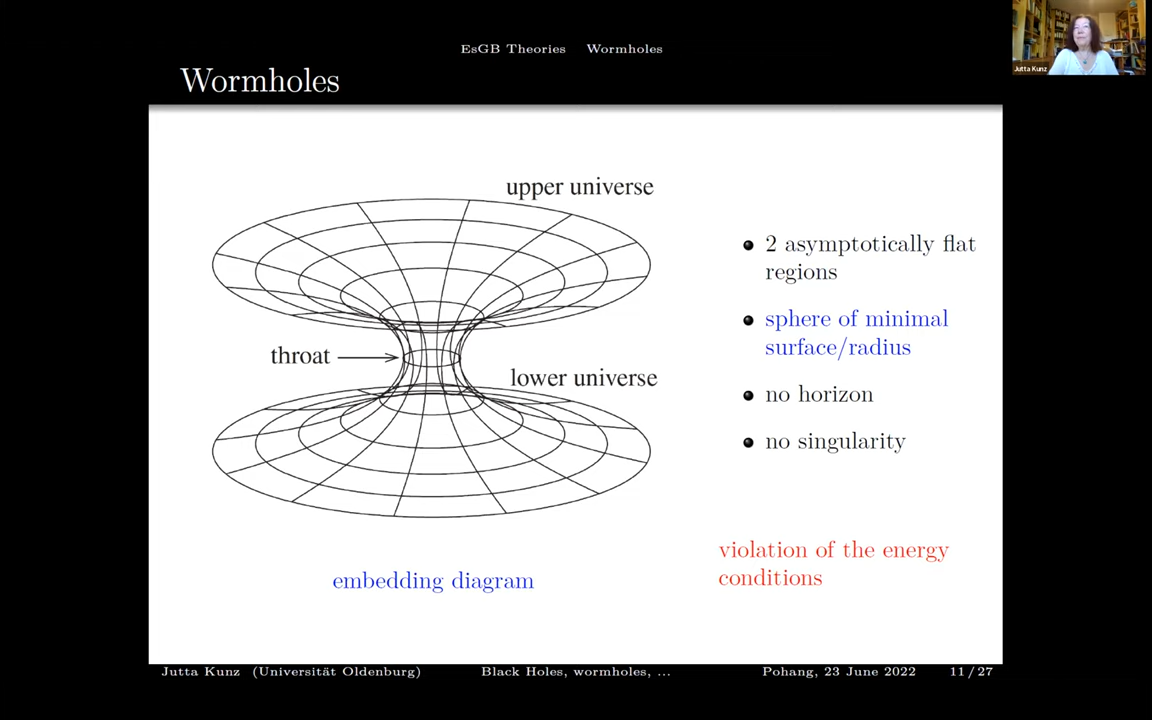 EsGB Theories Wormholes
Wormholes
Jutta Kunz
upper universe
throat
lower universe
embedding diagram
2 asymptotically flat
regions
sphere of minimal
surface/radius
no horizon
no singularity
violation of the energy
conditions
Jutta Kunz (Universität Oldenburg) Black Holes, wormholes, ... Pohang, 23 June 2022 11/27